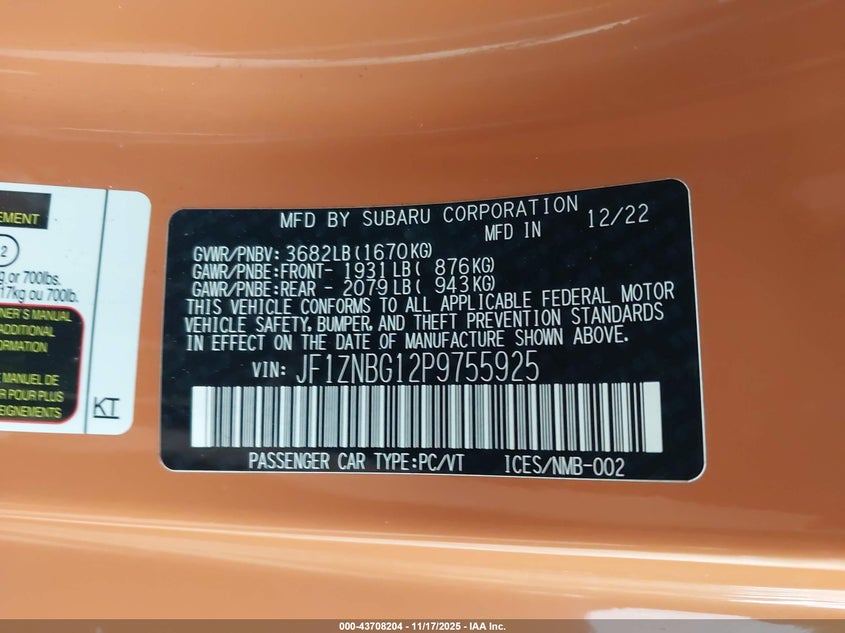 EMENT
2
g or 700lbs.
17kg ou 700lb.
NER'S MANUAL
ADDITIONAL
ORMATION
E MANUEL DE
R POUR PLUS
EIGNEMENTS
KT
MFD BY SUBARU CORPORATION
MFD IN 12/22
GVWR/PNBV: 3682LB(1670KG)
GAWR/PNBE:FRONT- 1931LB( 876KG)
GAWR/PNBE:REAR - 2079LB( 943KG)
THIS VEHICLE CONFORMS TO ALL APPLICABLE FEDERAL MOTOR
VEHICLE SAFETY, BUMPER, AND THEFT PREVENTION STANDARDS
IN EFFECT ON THE DATE OF MANUFACTURE SHOWN ABOVE.
VIN: JF1ZNBG12P9755925
PASSENGER CAR TYPE:PC/VT ICES/NMB-002
000-43708204 — 11/17/2025 — IAA Inc.